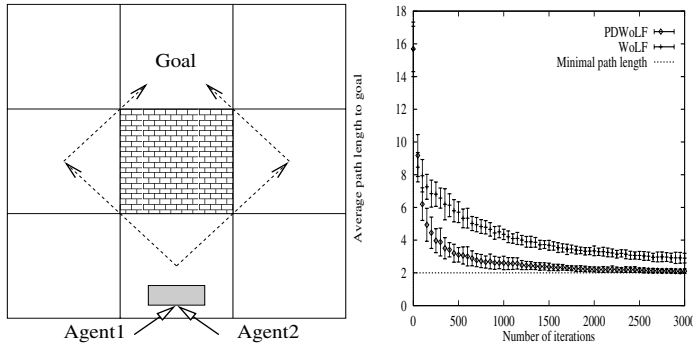 Goal
Agent1
Agent2
Average path length to goal
18
16
14
12
10
8
6
4
2
0
PDWoLF
WoLF
Minimal path length
0
500
1000
1500
2000
2500
3000
Number of iterations